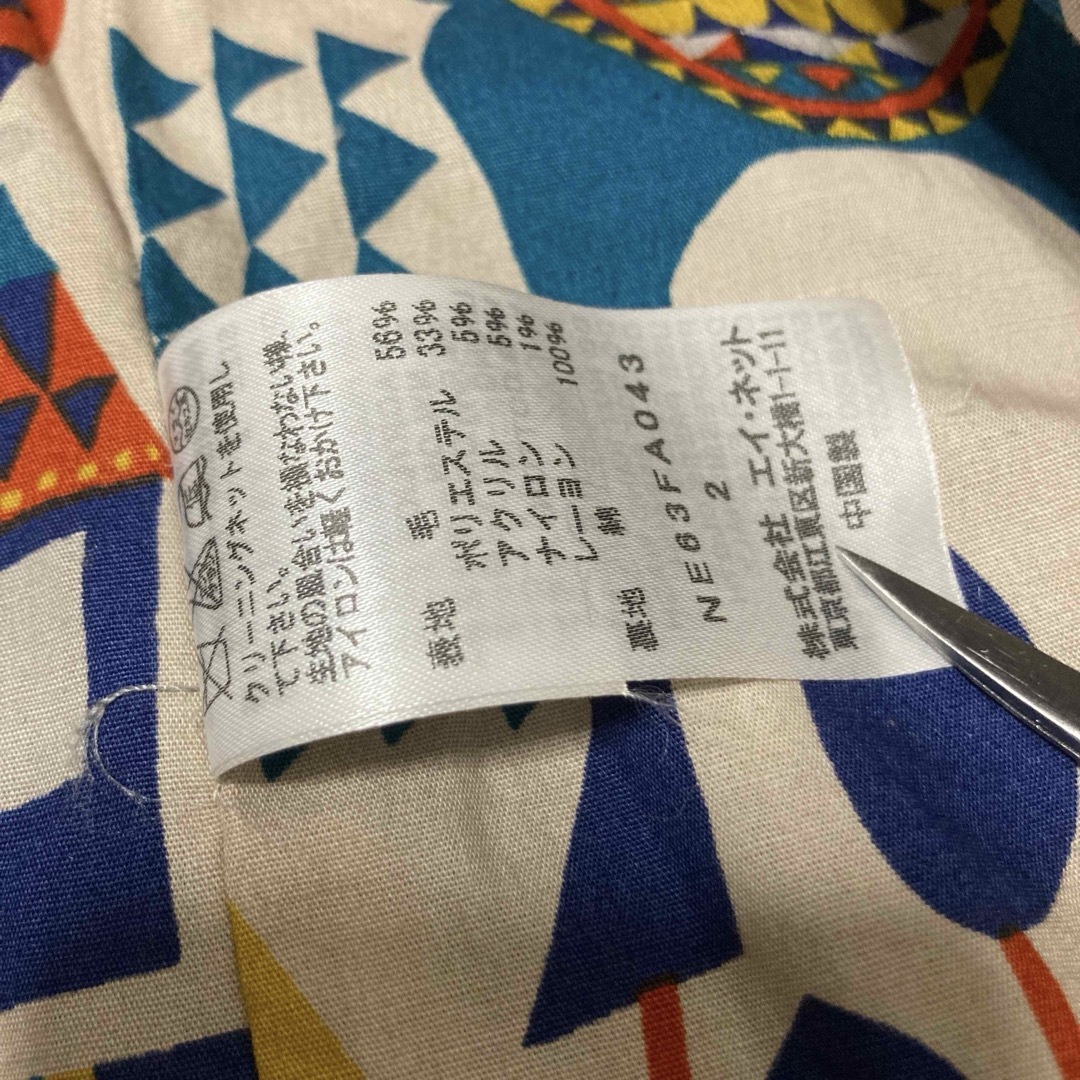 クリーニングネットを使用し
て下さい。
生地の風合いを損なわない様、
アイロンは軽くおかけ下さい。
表地 毛 56%
ポリエステル 33%
アクリル 5%
ナイロン 5%
レーヨン 1%
裏地 綿 100%
NE63FA043
2
株式会社 エイ・ネット
東京都江東区新大橋1-1-11
中国製